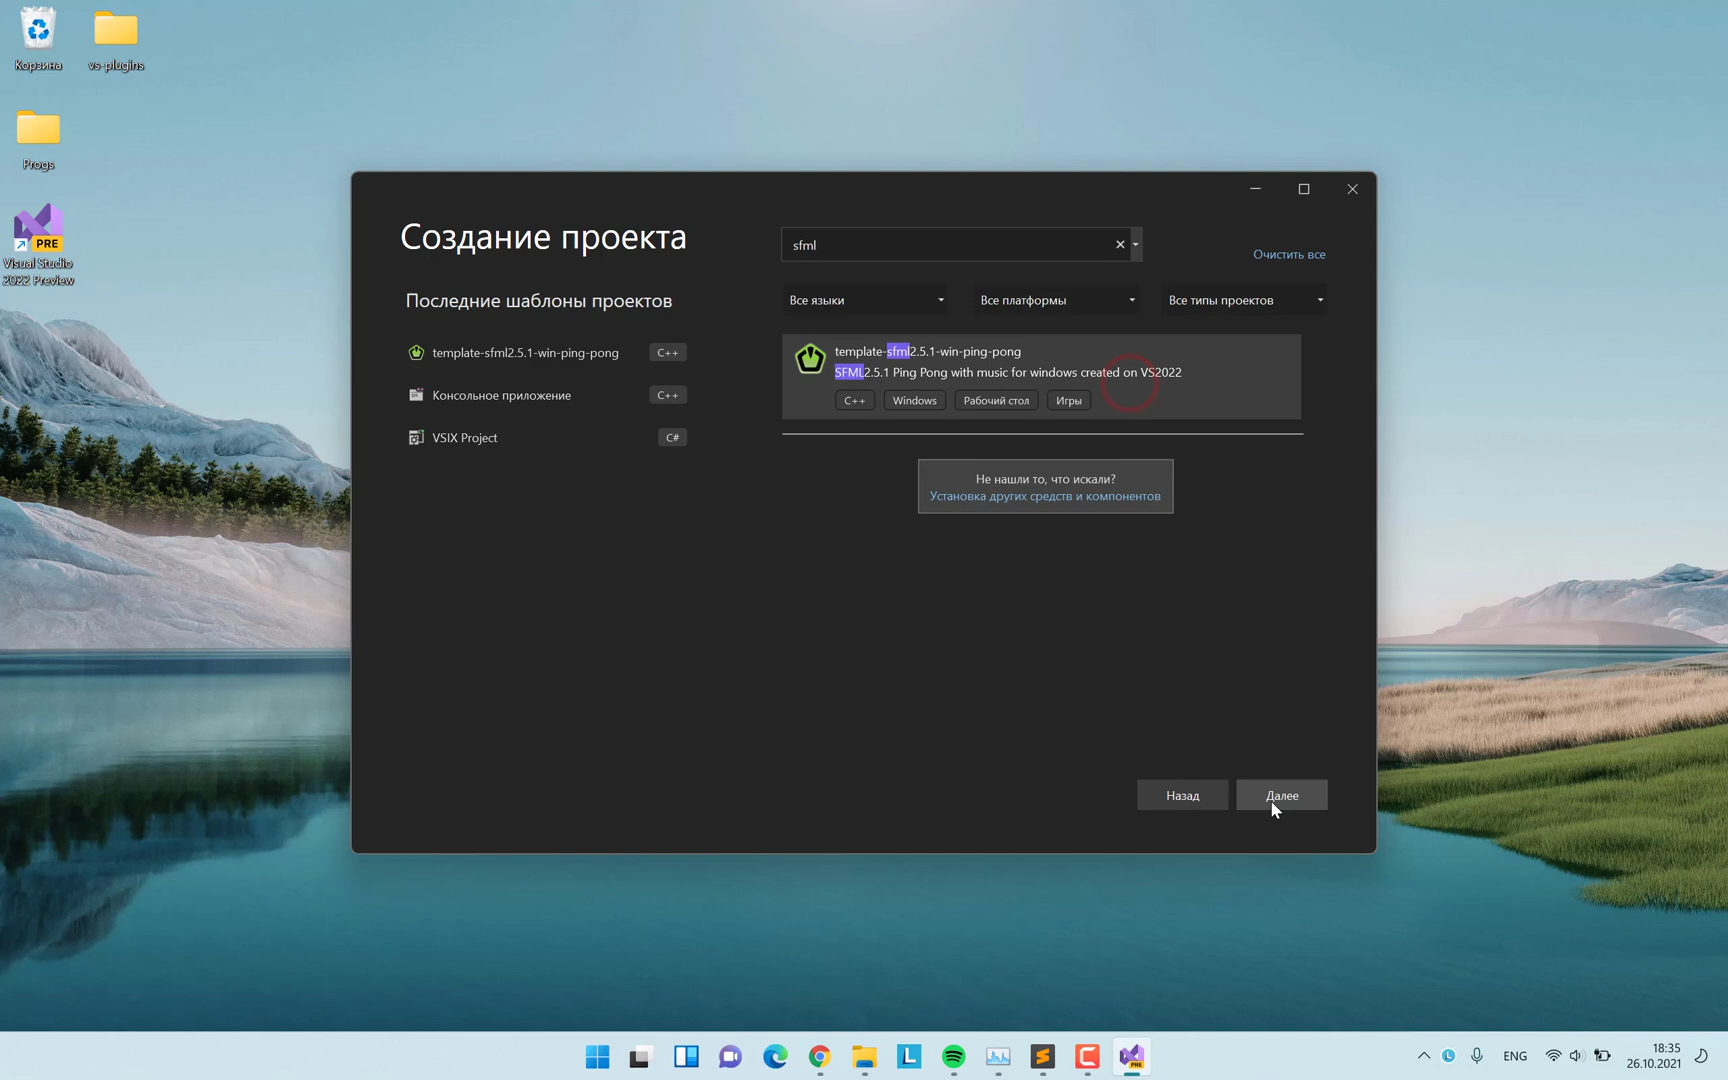 Корзина
vs-plugins
Progs
PRE
Visual Studio
2022 Preview
Создание проекта
sfml
Очистить все
Последние шаблоны проектов
Все языки
Все платформы
Все типы проектов
template-sfml2.5.1-win-ping-pong
C++
Консольное приложение
C++
VSIX Project
C#
template-sfml2.5.1-win-ping-pong
SFML2.5.1 Ping Pong with music for windows created on VS2022
C++
Windows
Рабочий стол
Игры
Не нашли то, что искали?
Установка других средств и компонентов
Назад
Далее
L
S
C
PRE
L
ENG
18:35
26.10.2021